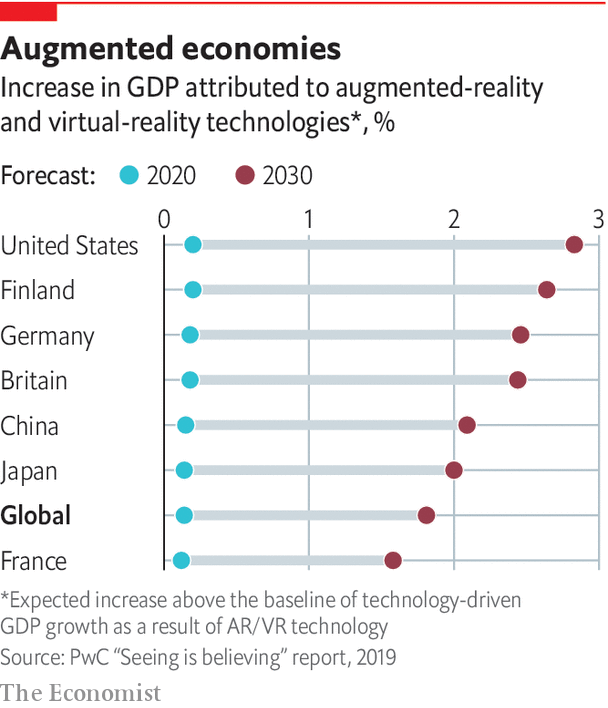 Augmented economies
Increase in GDP attributed to augmented-reality
and virtual-reality technologies*, %
Forecast: 2020 2030
0 1 2 3
United States
Finland
Germany
Britain
China
Japan
Global
France
*Expected increase above the baseline of technology-driven
GDP growth as a result of AR/VR technology
Source: PwC “Seeing is believing” report, 2019
The Economist